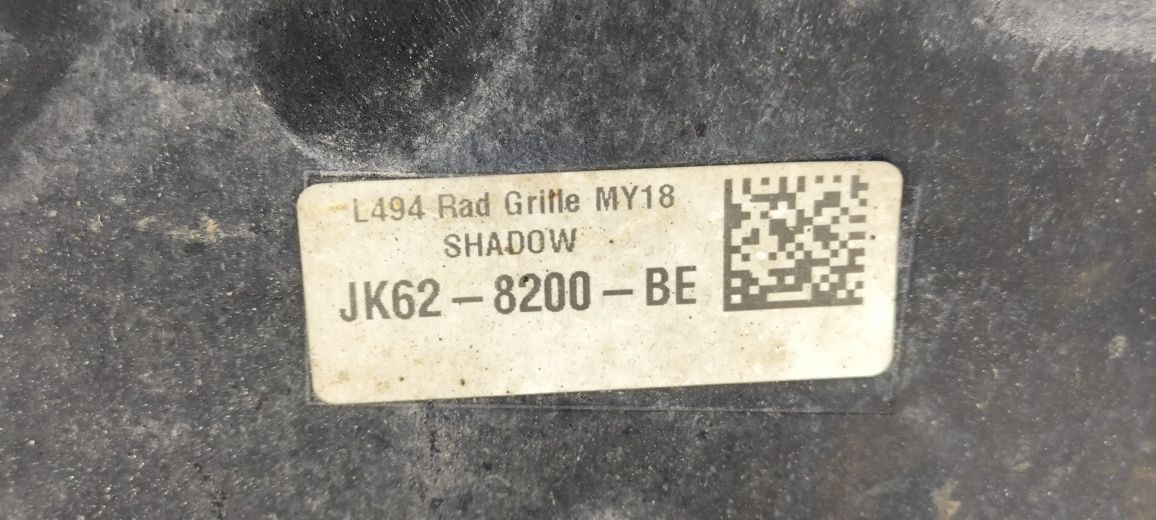 L494 Rad Grille MY18
SHADOW
JK62-8200-BE